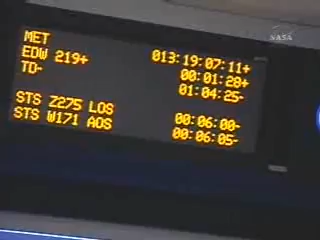 NASA
MET 013:19:07:11+
EDW 219+ 00:01:28+
TD- 01:04:25-
STS Z275 LOS 00:06:00-
STS W171 AOS 00:06:05-